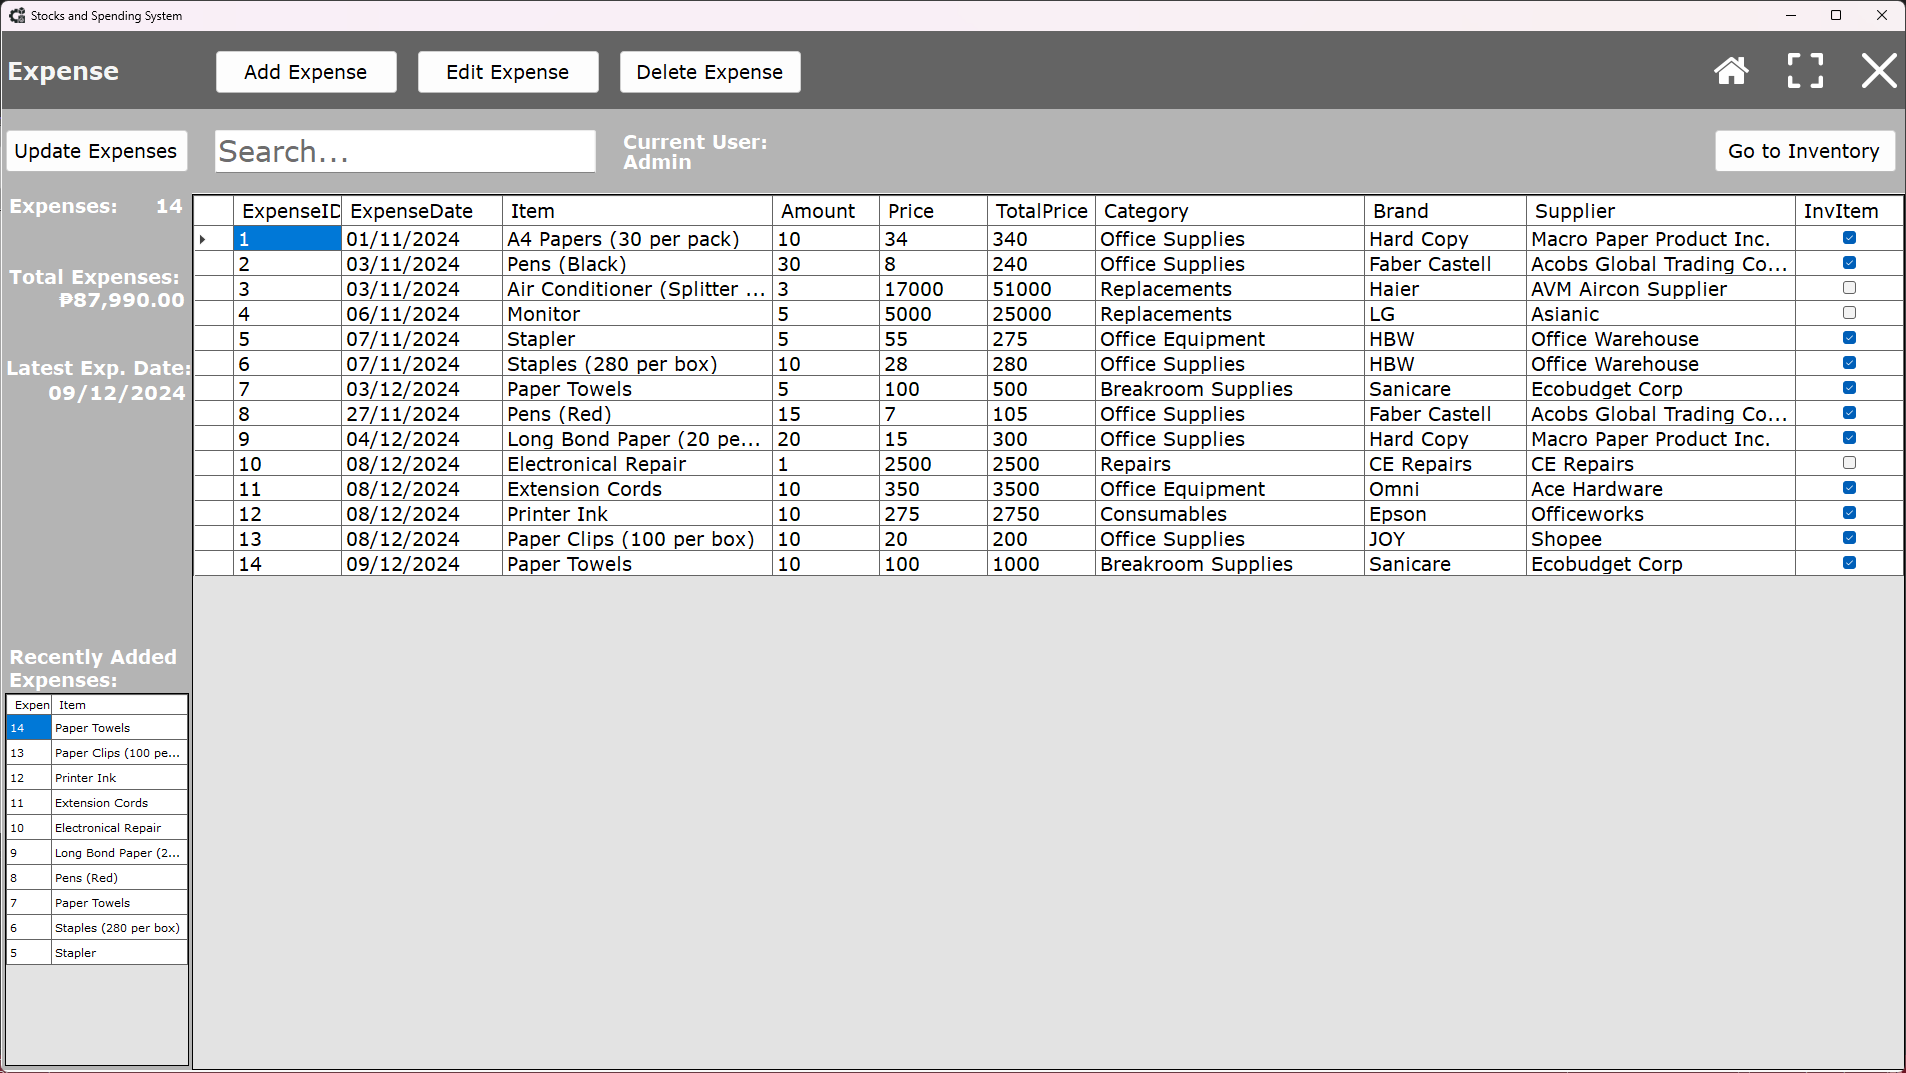 Stocks and Spending System
Expense
Add Expense
Edit Expense
Delete Expense
Update Expenses
Search...
Current User:
Admin
Go to Inventory
Expenses: 14
Total Expenses:
₱87,990.00
Latest Exp. Date:
09/12/2024
ExpenseID ExpenseDate Item Amount Price TotalPrice Category Brand Supplier InvItem
1 01/11/2024 A4 Papers (30 per pack) 10 34 340 Office Supplies Hard Copy Macro Paper Product Inc.
2 03/11/2024 Pens (Black) 30 8 240 Office Supplies Faber Castell Acobs Global Trading Co...
3 03/11/2024 Air Conditioner (Splitter ... 3 17000 51000 Replacements Haier AVM Aircon Supplier
4 06/11/2024 Monitor 5 5000 25000 Replacements LG Asianic
5 07/11/2024 Stapler 5 55 275 Office Equipment HBW Office Warehouse
6 07/11/2024 Staples (280 per box) 10 28 280 Office Supplies HBW Office Warehouse
7 03/12/2024 Paper Towels 5 100 500 Breakroom Supplies Sanicare Ecobudget Corp
8 27/11/2024 Pens (Red) 15 7 105 Office Supplies Faber Castell Acobs Global Trading Co...
9 04/12/2024 Long Bond Paper (20 pe... 20 15 300 Office Supplies Hard Copy Macro Paper Product Inc.
10 08/12/2024 Electronical Repair 1 2500 2500 Repairs CE Repairs CE Repairs
11 08/12/2024 Extension Cords 10 350 3500 Office Equipment Omni Ace Hardware
12 08/12/2024 Printer Ink 10 275 2750 Consumables Epson Officeworks
13 08/12/2024 Paper Clips (100 per box) 10 20 200 Office Supplies JOY Shopee
14 09/12/2024 Paper Towels 10 100 1000 Breakroom Supplies Sanicare Ecobudget Corp
Recently Added
Expenses:
Expen Item
14 Paper Towels
13 Paper Clips (100 pe...
12 Printer Ink
11 Extension Cords
10 Electronical Repair
9 Long Bond Paper (2...
8 Pens (Red)
7 Paper Towels
6 Staples (280 per box)
5 Stapler